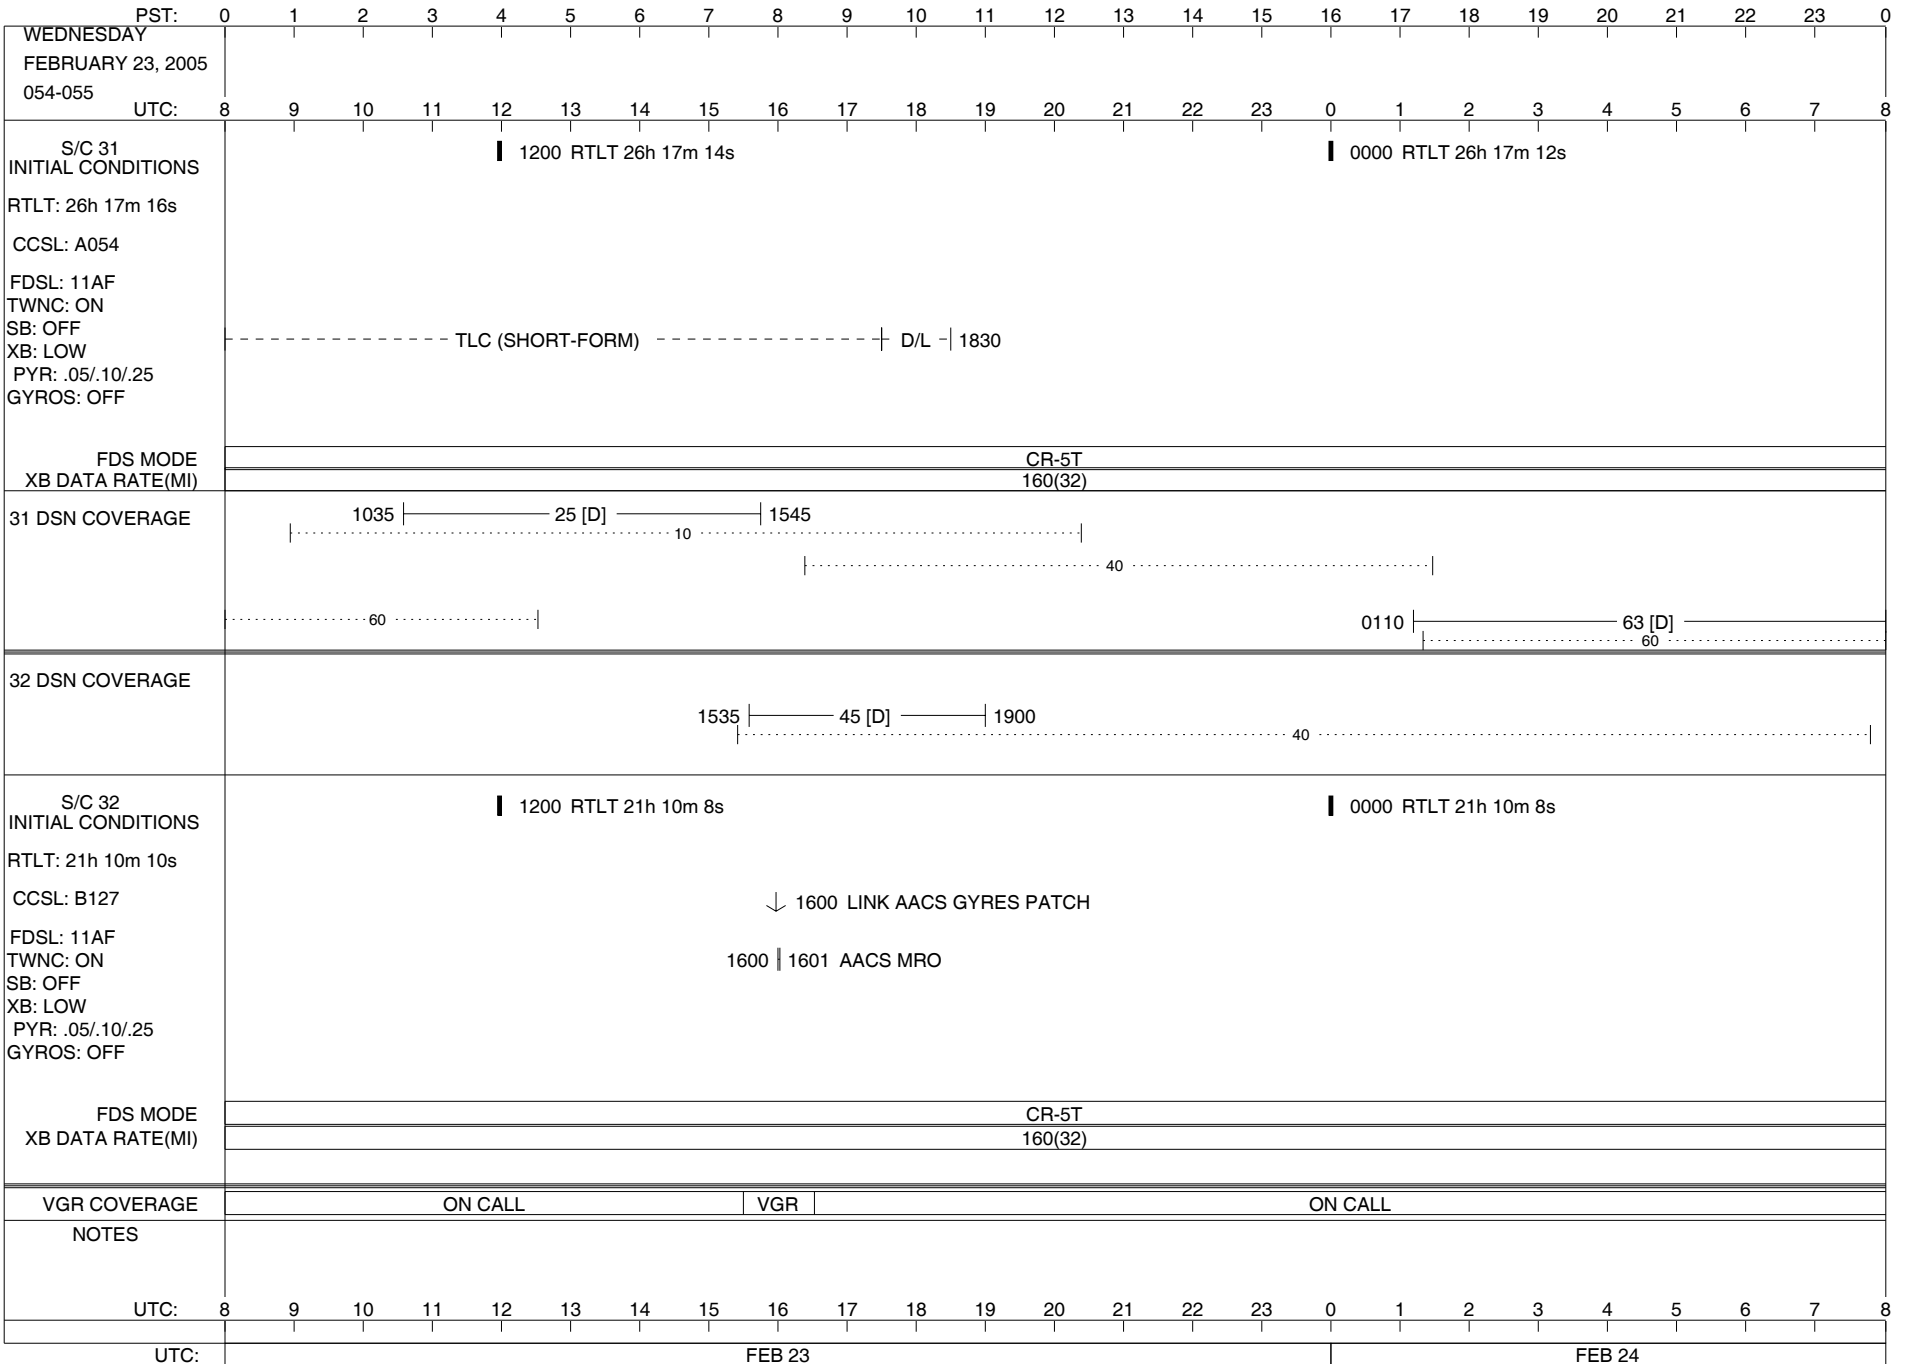 PST: 0 1 2 3 4 5 6 7 8 9 10 11 12 13 14 15 16 17 18 19 20 21 22 23 0
WEDNESDAY
FEBRUARY 23, 2005
054-055
UTC: 8 9 10 11 12 13 14 15 16 17 18 19 20 21 22 23 0 1 2 3 4 5 6 7 8
S/C 31
INITIAL CONDITIONS
1200 RTLT 26h 17m 14s
0000 RTLT 26h 17m 12s
RTLT: 26h 17m 16s
CCSL: A054
FDSL: 11AF
TWNC: ON
SB: OFF
XB: LOW
PYR: .05/.10/.25
GYROS: OFF
TLC (SHORT-FORM) D/L 1830
FDS MODE CR-5T
XB DATA RATE(MI) 160(32)
31 DSN COVERAGE
1035 25 [D] 1545
10
40
60
0110 63 [D]
60
32 DSN COVERAGE
1535 45 [D] 1900
40
S/C 32
INITIAL CONDITIONS
1200 RTLT 21h 10m 8s
0000 RTLT 21h 10m 8s
RTLT: 21h 10m 10s
CCSL: B127
1600 LINK AACS GYRES PATCH
FDSL: 11AF
TWNC: ON
1600 1601 AACS MRO
SB: OFF
XB: LOW
PYR: .05/.10/.25
GYROS: OFF
FDS MODE CR-5T
XB DATA RATE(MI) 160(32)
VGR COVERAGE ON CALL VGR ON CALL
NOTES
UTC: 8 9 10 11 12 13 14 15 16 17 18 19 20 21 22 23 0 1 2 3 4 5 6 7 8
UTC: FEB 23 FEB 24